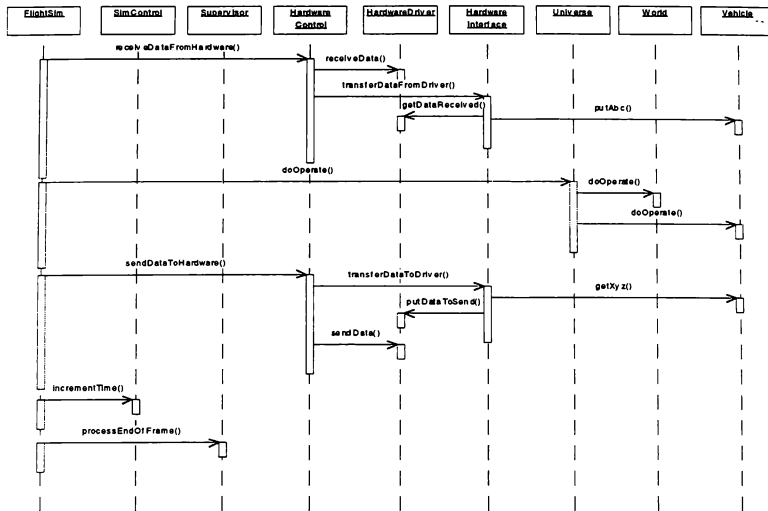 FlightSim
SimControl
Supervisor
Hardware
Control
HardwareDriver
Hardware
Interface
Universe
World
Vehicle
receiveDataFromHardware()
receiveData()
transferDataFromDriver()
getDataReceived()
putAbc()
doOperate()
doOperate()
doOperate()
sendDataToHardware()
transferDataToDriver()
getXyz()
putDataToSend()
sendData()
incrementTime()
processEndOfFrame()